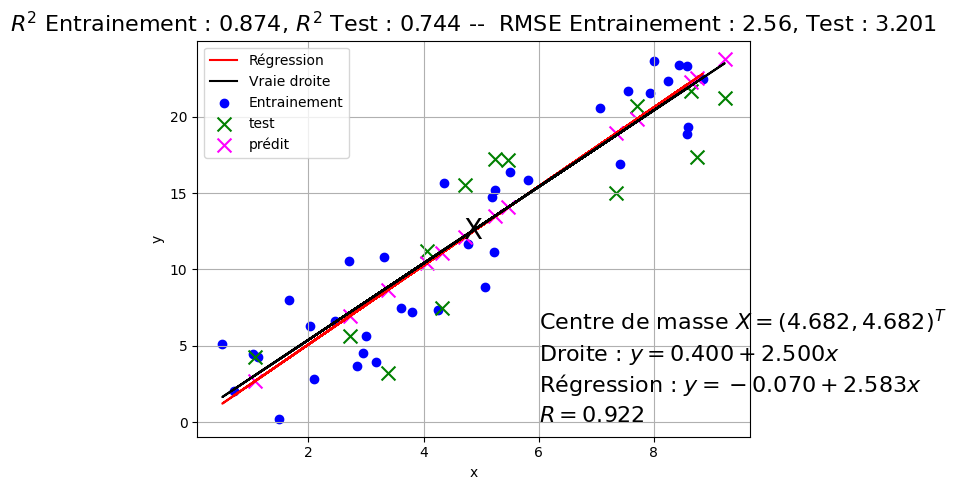 R² Entrainement : 0.874, R² Test : 0.744 -- RMSE Entrainement : 2.56, Test : 3.201
Régression
Vraie droite
Entrainement
test
prédit
20
15
10
5
0
y
X
Centre de masse X = (4.682, 4.682)ᵀ
Droite : y = 0.400 + 2.500x
Régression : y = −0.070 + 2.583x
R = 0.922
2 4 6 8
x